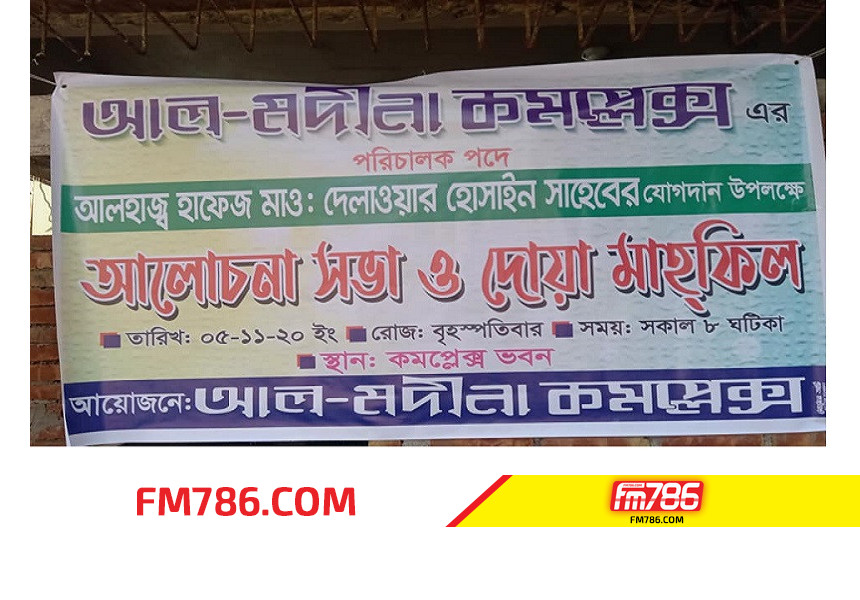 আল-মদীনা কমপ্লেক্স এর
পরিচালক পদে
আলহাজ্ব হাফেজ মাও: দেলাওয়ার হোসাইন সাহেবের যোগদান উপলক্ষে
আলোচনা সভা ও দোয়া মাহ্ফিল
তারিখ: ০৫-১১-২০ ইং রোজ: বৃহস্পতিবার সময়: সকাল ৮ ঘটিকা
স্থান: কমপ্লেক্স ভবন
আয়োজনে: আল-মদীনা কমপ্লেক্স
FM786.COM
fm786
FM786.COM